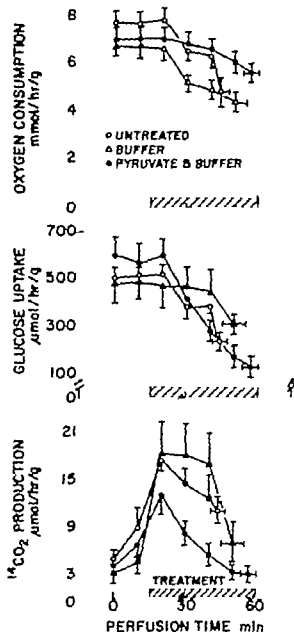 8
6
4
2
0
OXYGEN CONSUMPTION
mmol/hr/g
○ UNTREATED
△ BUFFER
● PYRUVATE & BUFFER
700
500
300
100
0
GLUCOSE UPTAKE
μmol/hr/g
21
15
9
3
0
¹⁴CO₂ PRODUCTION
μmol/hr/g
TREATMENT
0 30 60
PERFUSION TIME min